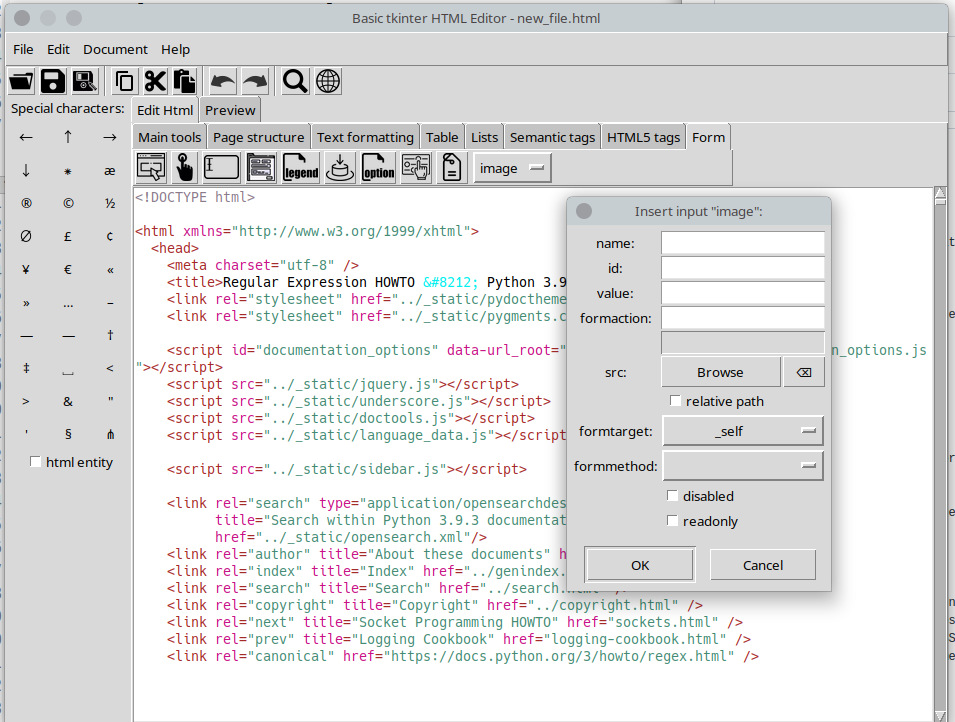 Basic tkinter HTML Editor - new_file.html
File Edit Document Help
Special characters: Edit Html Preview
← ↑ →
↓ * æ
® © ½
Ø £ ¢
¥ € «
» … –
— — †
‡ ⎵ <
> & "
' § ⋔
html entity
Main tools Page structure Text formatting Table Lists Semantic tags HTML5 tags Form
legend option image
<!DOCTYPE html>
<html xmlns="http://www.w3.org/1999/xhtml">
<head>
<meta charset="utf-8" />
<title>Regular Expression HOWTO &#8212; Python 3.9
<link rel="stylesheet" href="../_static/pydoctheme
<link rel="stylesheet" href="../_static/pygments.c
<script id="documentation_options" data-url_root=" n_options.js
"></script>
<script src="../_static/jquery.js"></script>
<script src="../_static/underscore.js"></script>
<script src="../_static/doctools.js"></script>
<script src="../_static/language_data.js"></script
<script src="../_static/sidebar.js"></script>
<link rel="search" type="application/opensearchdes
title="Search within Python 3.9.3 documentat
href="../_static/opensearch.xml"/>
<link rel="author" title="About these documents" h
<link rel="index" title="Index" href="../genindex.
<link rel="search" title="Search" href="../search.html" />
<link rel="copyright" title="Copyright" href="../copyright.html" />
<link rel="next" title="Socket Programming HOWTO" href="sockets.html" />
<link rel="prev" title="Logging Cookbook" href="logging-cookbook.html" />
<link rel="canonical" href="https://docs.python.org/3/howto/regex.html" />
Insert input "image":
name:
id:
value:
formaction:
src: Browse ⌫
relative path
formtarget: _self
formmethod:
disabled
readonly
OK Cancel